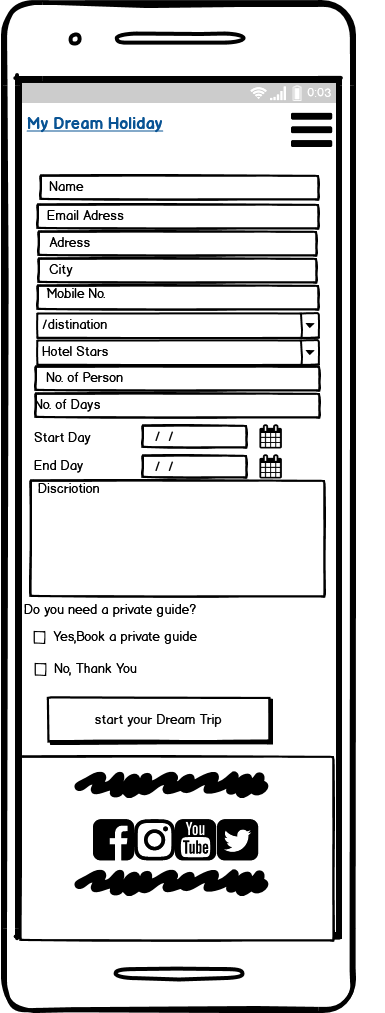 0:03
My Dream Holiday
Name
Email Adress
Adress
City
Mobile No.
/distination
Hotel Stars
No. of Person
No. of Days
Start Day / /
End Day / /
Discriotion
Do you need a private guide?
Yes,Book a private guide
No, Thank You
start your Dream Trip
You
Tube